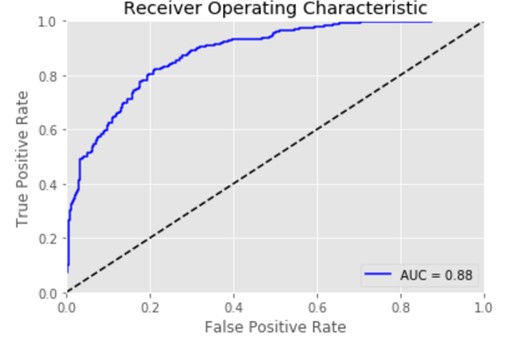 Receiver Operating Characteristic
1.0
0.8
0.6
0.4
0.2
0.0
True Positive Rate
AUC = 0.88
0.0 0.2 0.4 0.6 0.8 1.0
False Positive Rate